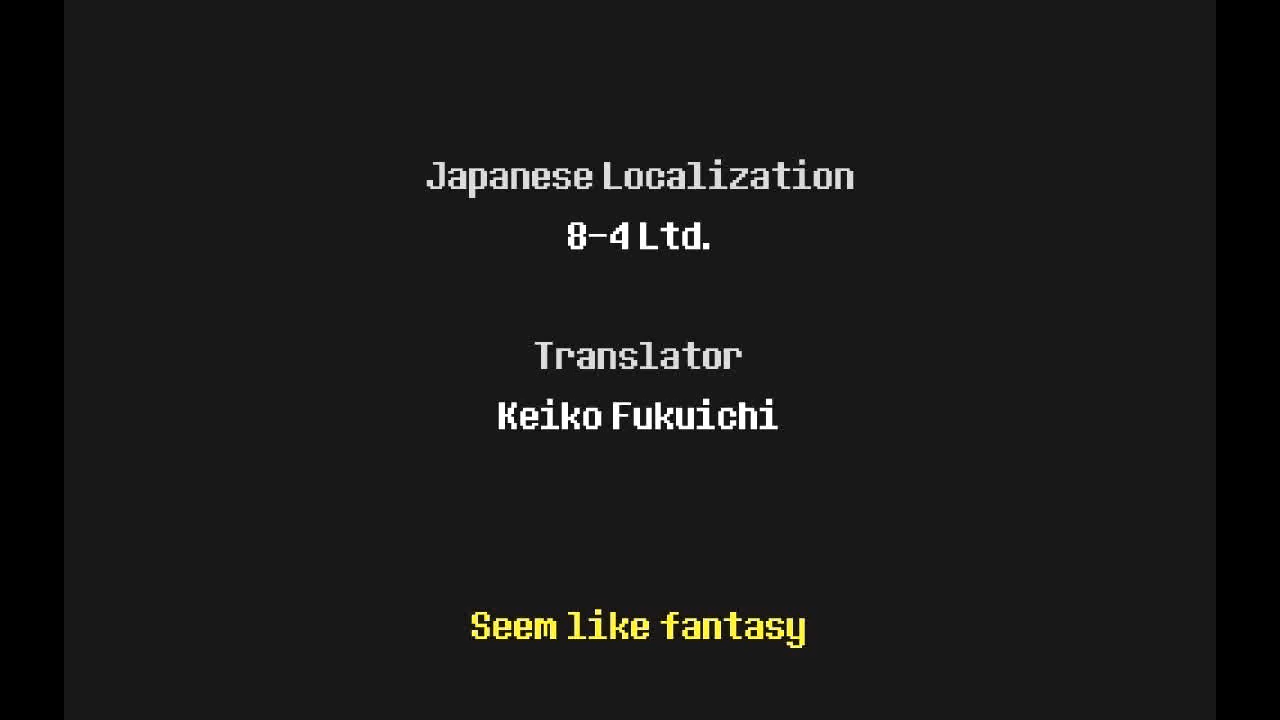 Japanese Localization
8-4 Ltd.
Translator
Keiko Fukuichi
Seem like fantasy